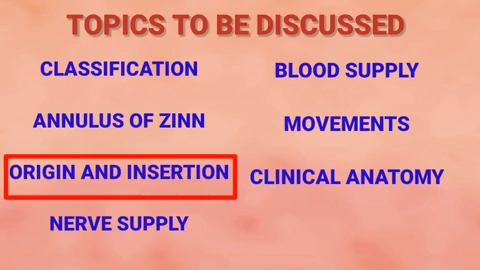 TOPICS TO BE DISCUSSED
CLASSIFICATION
ANNULUS OF ZINN
ORIGIN AND INSERTION
NERVE SUPPLY
BLOOD SUPPLY
MOVEMENTS
CLINICAL ANATOMY